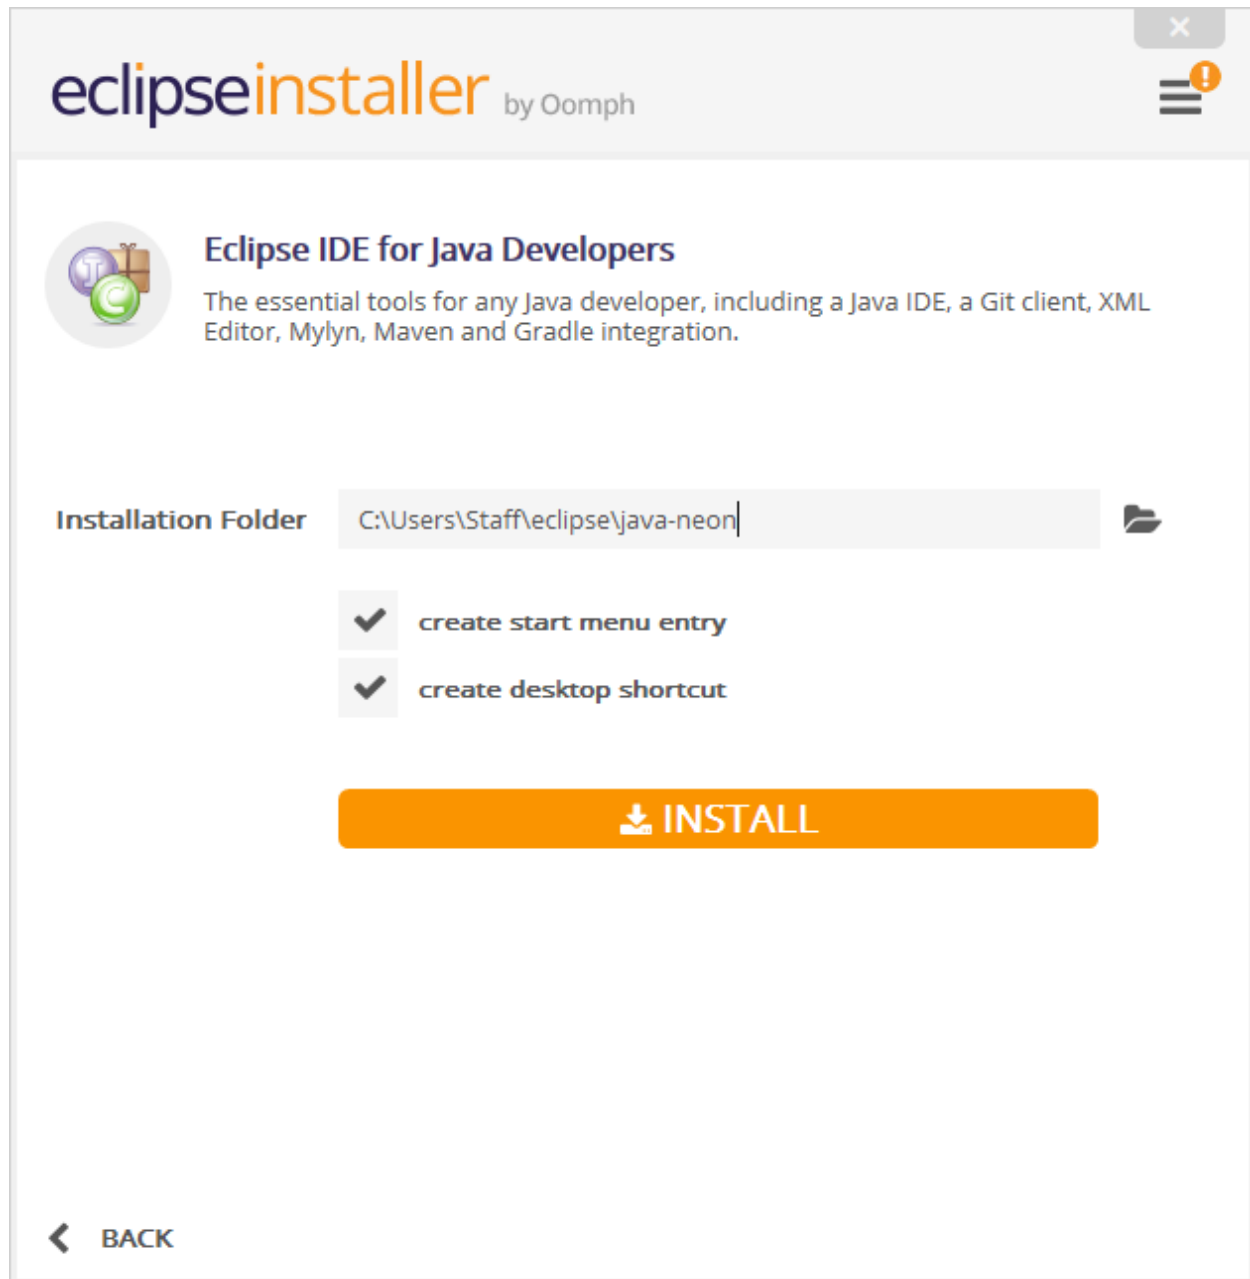 eclipseinstaller by Oomph
Eclipse IDE for Java Developers
The essential tools for any Java developer, including a Java IDE, a Git client, XML
Editor, Mylyn, Maven and Gradle integration.
Installation Folder C:\Users\Staff\eclipse\java-neon
create start menu entry
create desktop shortcut
INSTALL
BACK